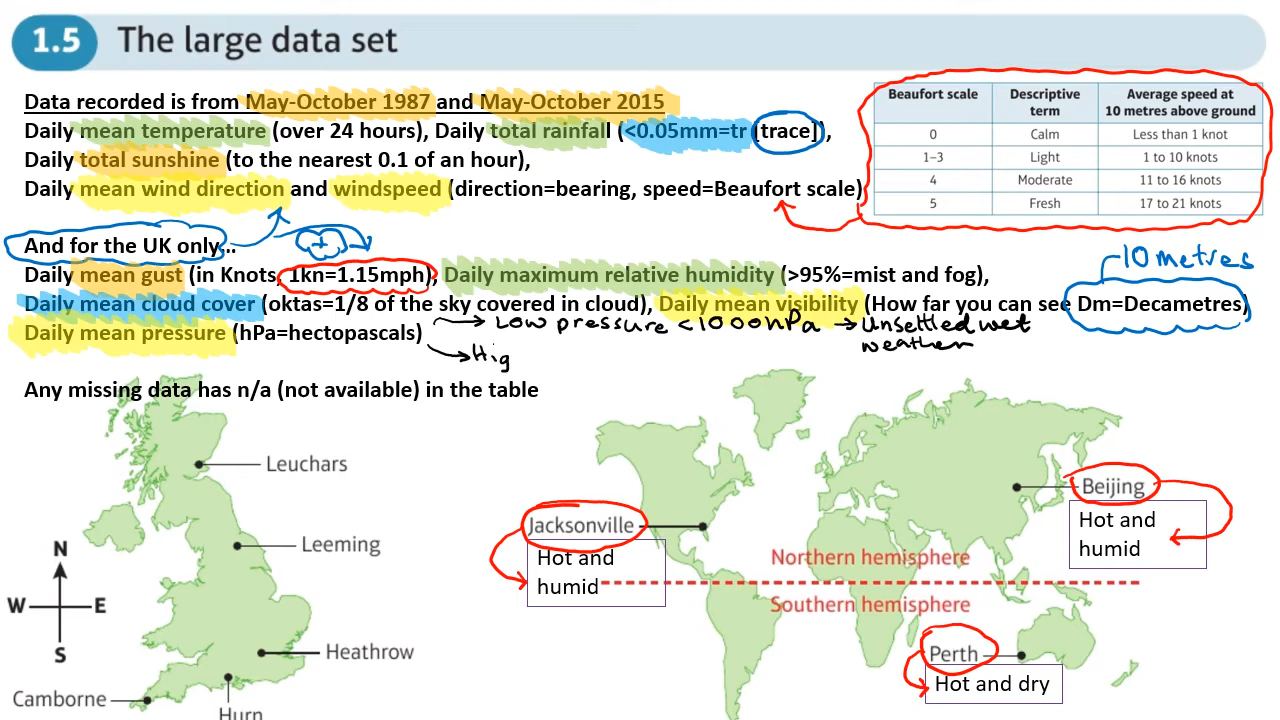 1.5 The large data set
Data recorded is from May-October 1987 and May-October 2015
Daily mean temperature (over 24 hours), Daily total rainfall (<0.05mm=tr [trace]),
Daily total sunshine (to the nearest 0.1 of an hour),
Daily mean wind direction and windspeed (direction=bearing, speed=Beaufort scale)
Beaufort scale Descriptive term Average speed at 10 metres above ground
0 Calm Less than 1 knot
1–3 Light 1 to 10 knots
4 Moderate 11 to 16 knots
5 Fresh 17 to 21 knots
And for the UK only..
+
10 metres
Daily mean gust (in Knots, 1kn=1.15mph), Daily maximum relative humidity (>95%=mist and fog),
Daily mean cloud cover (oktas=1/8 of the sky covered in cloud), Daily mean visibility (How far you can see Dm=Decametres)
Daily mean pressure (hPa=hectopascals)
Low pressure <1000hPa → Unsettled wet
weather
Hig
Any missing data has n/a (not available) in the table
Leuchars
Leeming
Heathrow
Hurn
Camborne
N
W E
S
Jacksonville
Hot and
humid
Beijing
Hot and
humid
Northern hemisphere
Southern hemisphere
Perth
Hot and dry